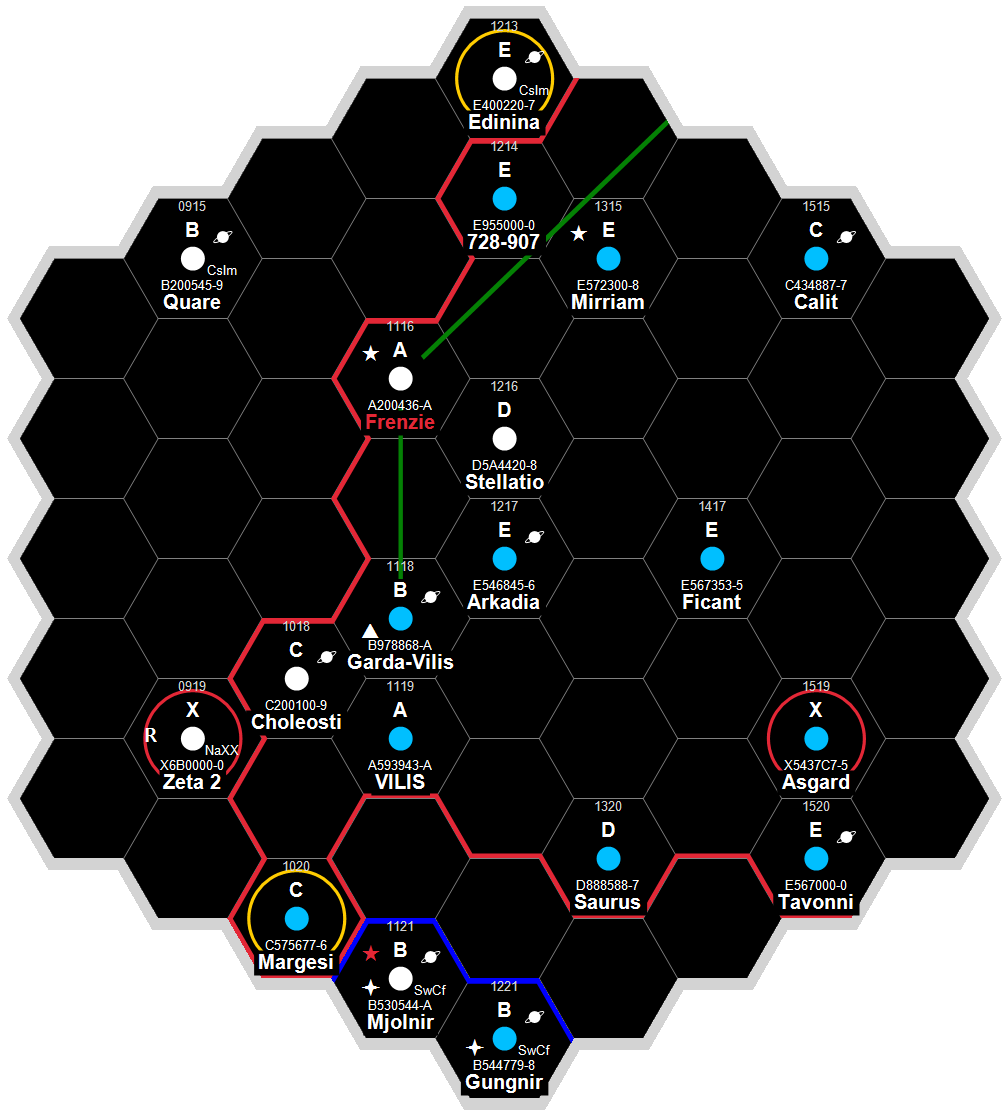 1213
E
CsIm
E400220-7
Edinina
1214
E
E955000-0
728-907
0915
B
CsIm
B200545-9
Quare
1315
E
E572300-8
Mirriam
1515
C
C434887-7
Calit
1116
A
A200436-A
Frenzie
1216
D
D5A4420-8
Stellatio
1217
E
E546845-6
Arkadia
1417
E
E567353-5
Ficant
1118
B
B978868-A
Garda-Vilis
1018
C
C200100-9
Choleosti
0919
X
R
NaXX
X6B0000-0
Zeta 2
1119
A
A593943-A
VILIS
1519
X
X5437C7-5
Asgard
1320
D
D888588-7
Saurus
1520
E
E567000-0
Tavonni
1020
C
C575677-6
Margesi
1121
B
SwCf
B530544-A
Mjolnir
1221
B
SwCf
B544779-8
Gungnir